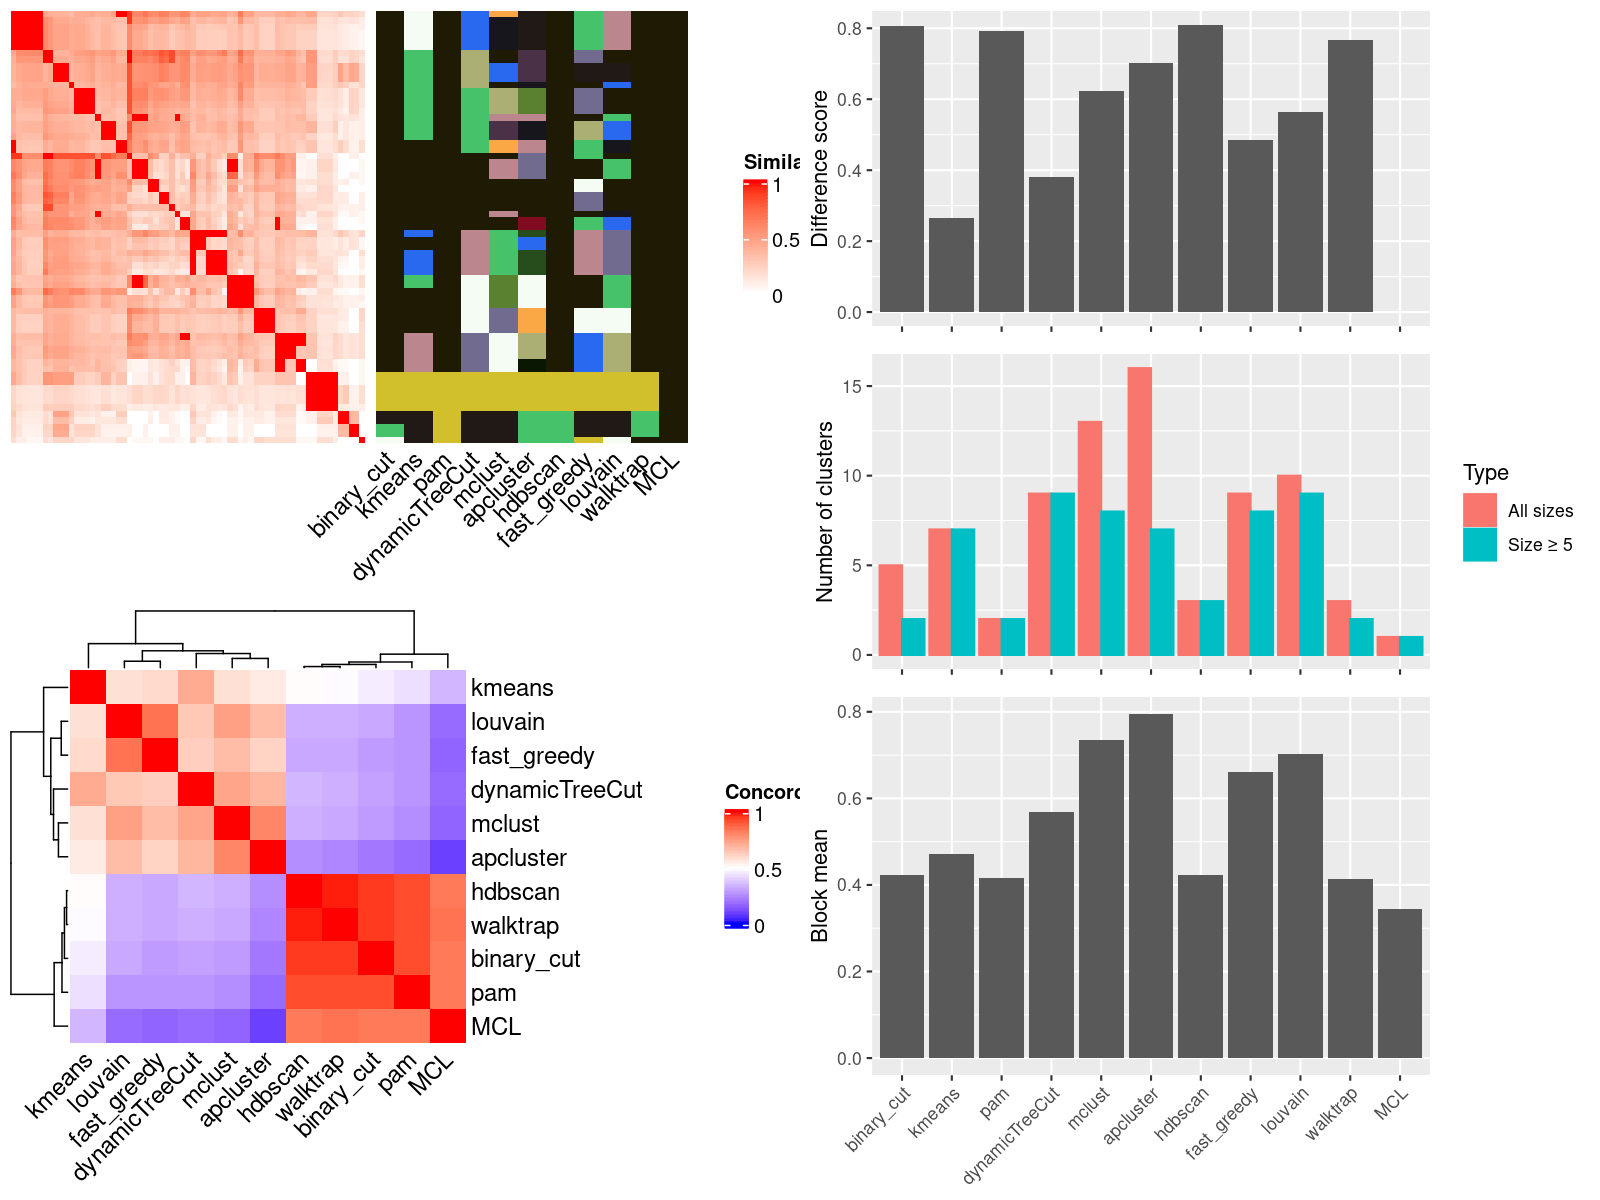 Simila
1
0.5
0
binary_cut
kmeans
pam
dynamicTreeCut
mclust
apcluster
hdbscan
fast_greedy
louvain
walktrap
MCL
kmeans
louvain
fast_greedy
dynamicTreeCut
mclust
apcluster
hdbscan
walktrap
binary_cut
pam
MCL
kmeans
louvain
fast_greedy
dynamicTreeCut
mclust
apcluster
hdbscan
walktrap
binary_cut
pam
MCL
Concord
1
0.5
0
Difference score
0.8
0.6
0.4
0.2
0.0
Number of clusters
15
10
5
0
Type
All sizes
Size ≥ 5
Block mean
0.8
0.6
0.4
0.2
0.0
binary_cut
kmeans
pam
dynamicTreeCut
mclust
apcluster
hdbscan
fast_greedy
louvain
walktrap
MCL